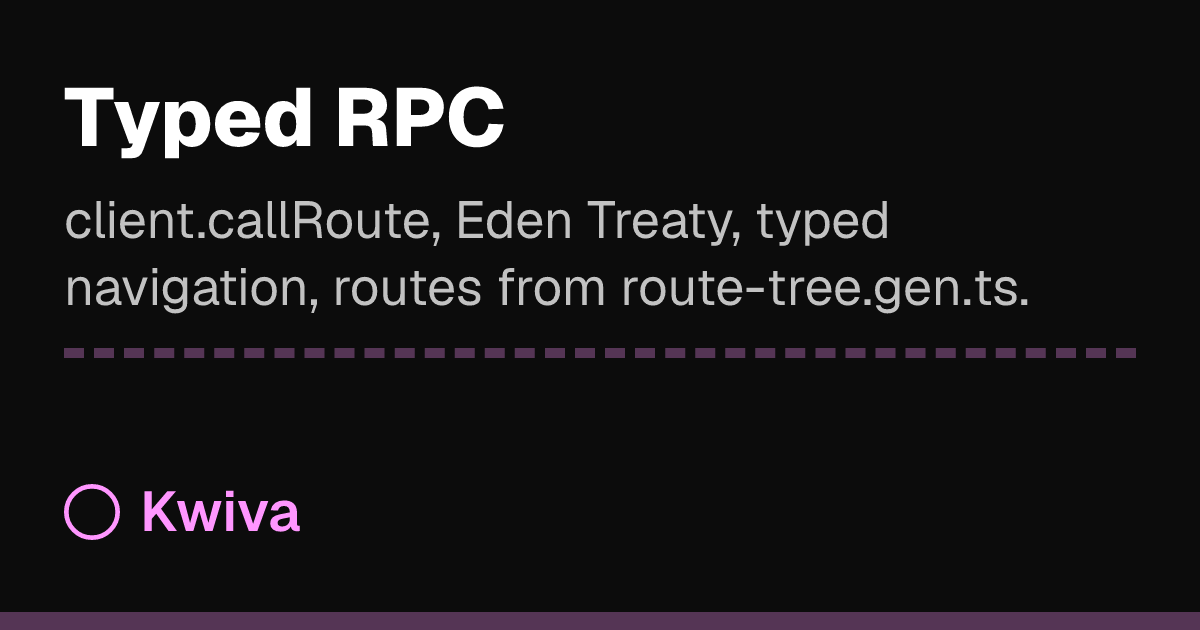 Typed RPC
client.callRoute, Eden Treaty, typed
navigation, routes from route-tree.gen.ts.
Kwiva